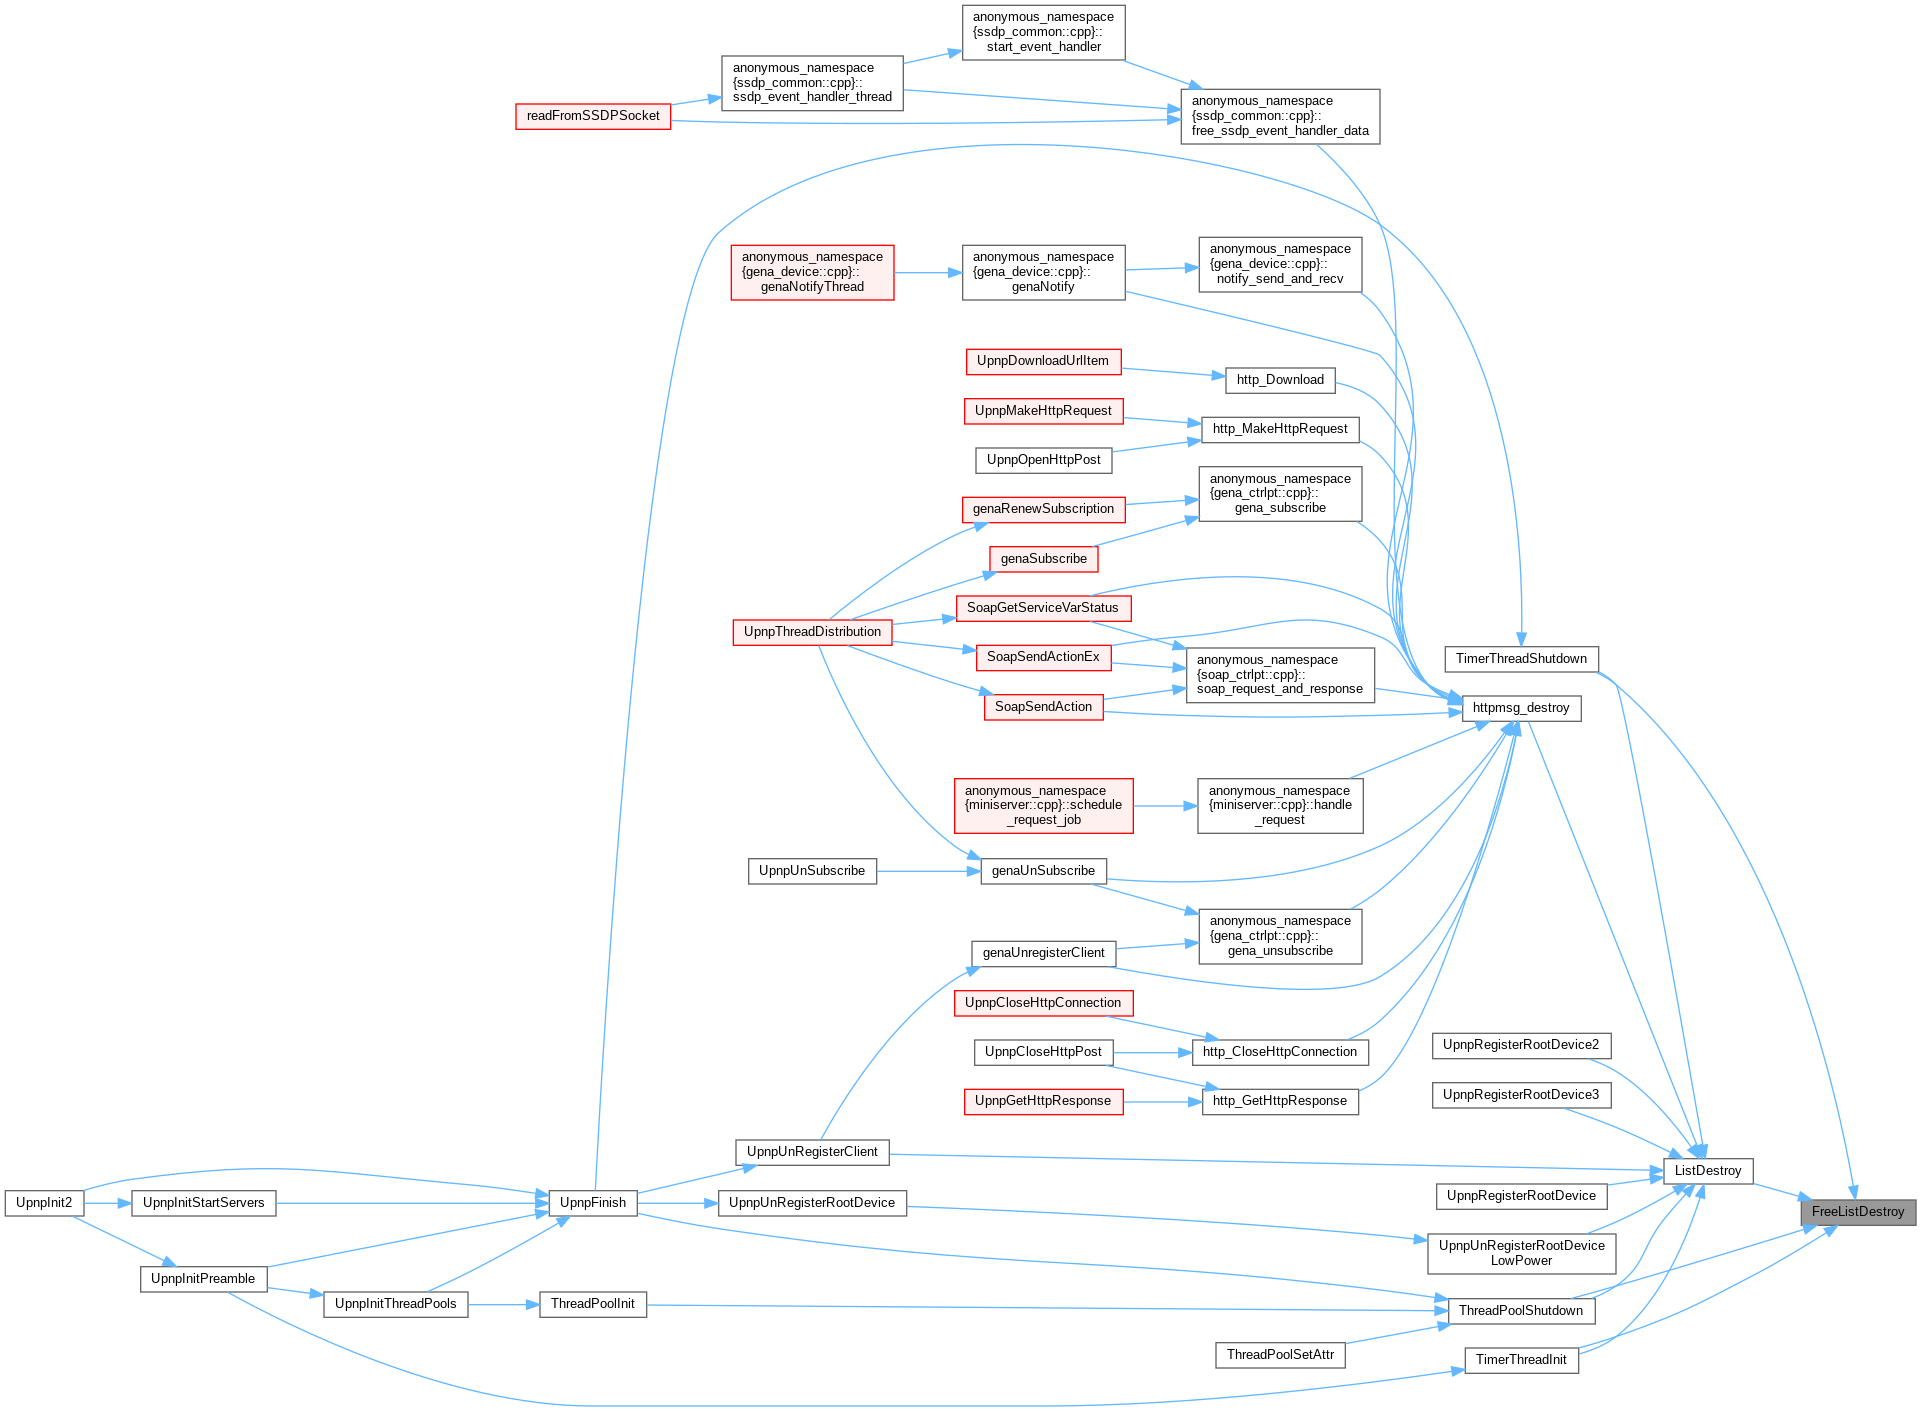 anonymous_namespace
{ssdp_common::cpp}::
start_event_handler
anonymous_namespace
{ssdp_common::cpp}::
ssdp_event_handler_thread
readFromSSDPSocket
anonymous_namespace
{ssdp_common::cpp}::
free_ssdp_event_handler_data
anonymous_namespace
{gena_device::cpp}::
genaNotifyThread
anonymous_namespace
{gena_device::cpp}::
genaNotify
anonymous_namespace
{gena_device::cpp}::
notify_send_and_recv
UpnpDownloadUrlItem
http_Download
UpnpMakeHttpRequest
http_MakeHttpRequest
UpnpOpenHttpPost
anonymous_namespace
{gena_ctrlpt::cpp}::
gena_subscribe
genaRenewSubscription
genaSubscribe
SoapGetServiceVarStatus
UpnpThreadDistribution
SoapSendActionEx
anonymous_namespace
{soap_ctrlpt::cpp}::
soap_request_and_response
TimerThreadShutdown
SoapSendAction
httpmsg_destroy
anonymous_namespace
{miniserver::cpp}::schedule
_request_job
anonymous_namespace
{miniserver::cpp}::handle
_request
UpnpUnSubscribe
genaUnSubscribe
anonymous_namespace
{gena_ctrlpt::cpp}::
gena_unsubscribe
genaUnregisterClient
UpnpCloseHttpConnection
UpnpCloseHttpPost
http_CloseHttpConnection
UpnpRegisterRootDevice2
UpnpGetHttpResponse
http_GetHttpResponse
UpnpRegisterRootDevice3
UpnpUnRegisterClient
ListDestroy
UpnpInit2
UpnpInitStartServers
UpnpFinish
UpnpUnRegisterRootDevice
UpnpRegisterRootDevice
FreeListDestroy
UpnpUnRegisterRootDevice
LowPower
UpnpInitPreamble
UpnpInitThreadPools
ThreadPoolInit
ThreadPoolShutdown
ThreadPoolSetAttr
TimerThreadInit